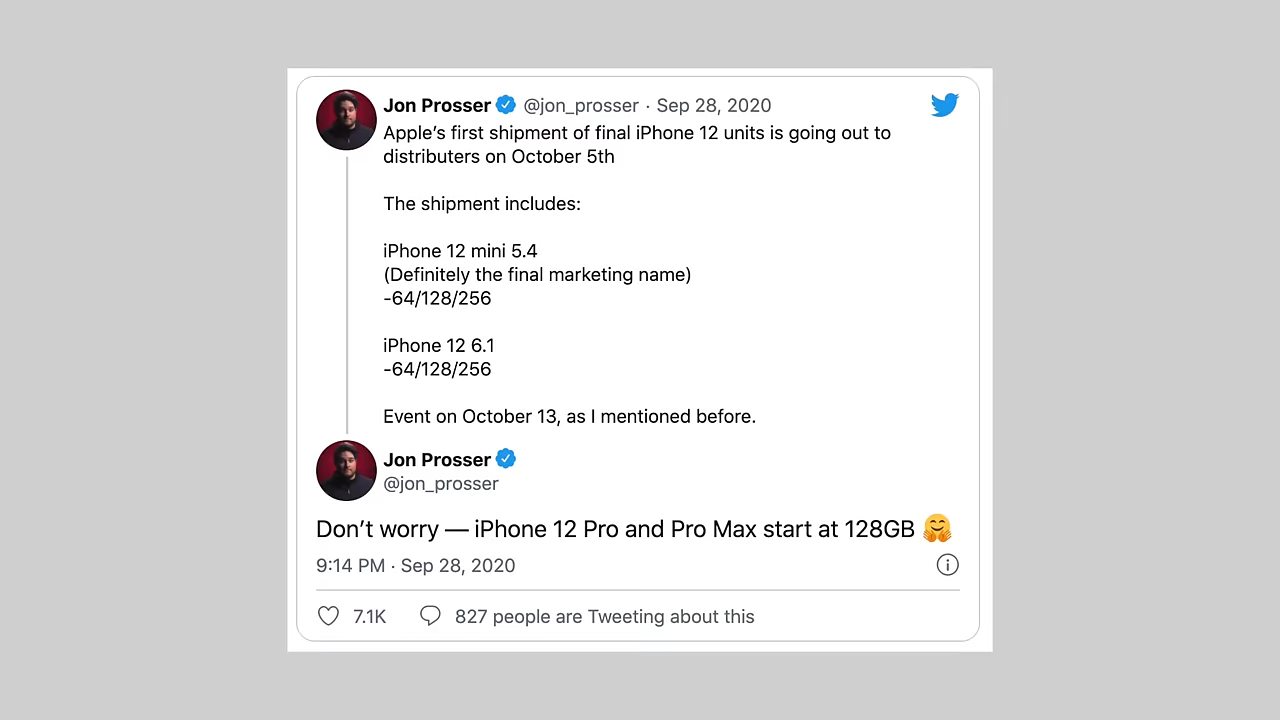 Jon Prosser @jon_prosser · Sep 28, 2020
Apple’s first shipment of final iPhone 12 units is going out to
distributers on October 5th
The shipment includes:
iPhone 12 mini 5.4
(Definitely the final marketing name)
-64/128/256
iPhone 12 6.1
-64/128/256
Event on October 13, as I mentioned before.
Jon Prosser
@jon_prosser
Don’t worry — iPhone 12 Pro and Pro Max start at 128GB 🤗
9:14 PM · Sep 28, 2020
7.1K 827 people are Tweeting about this